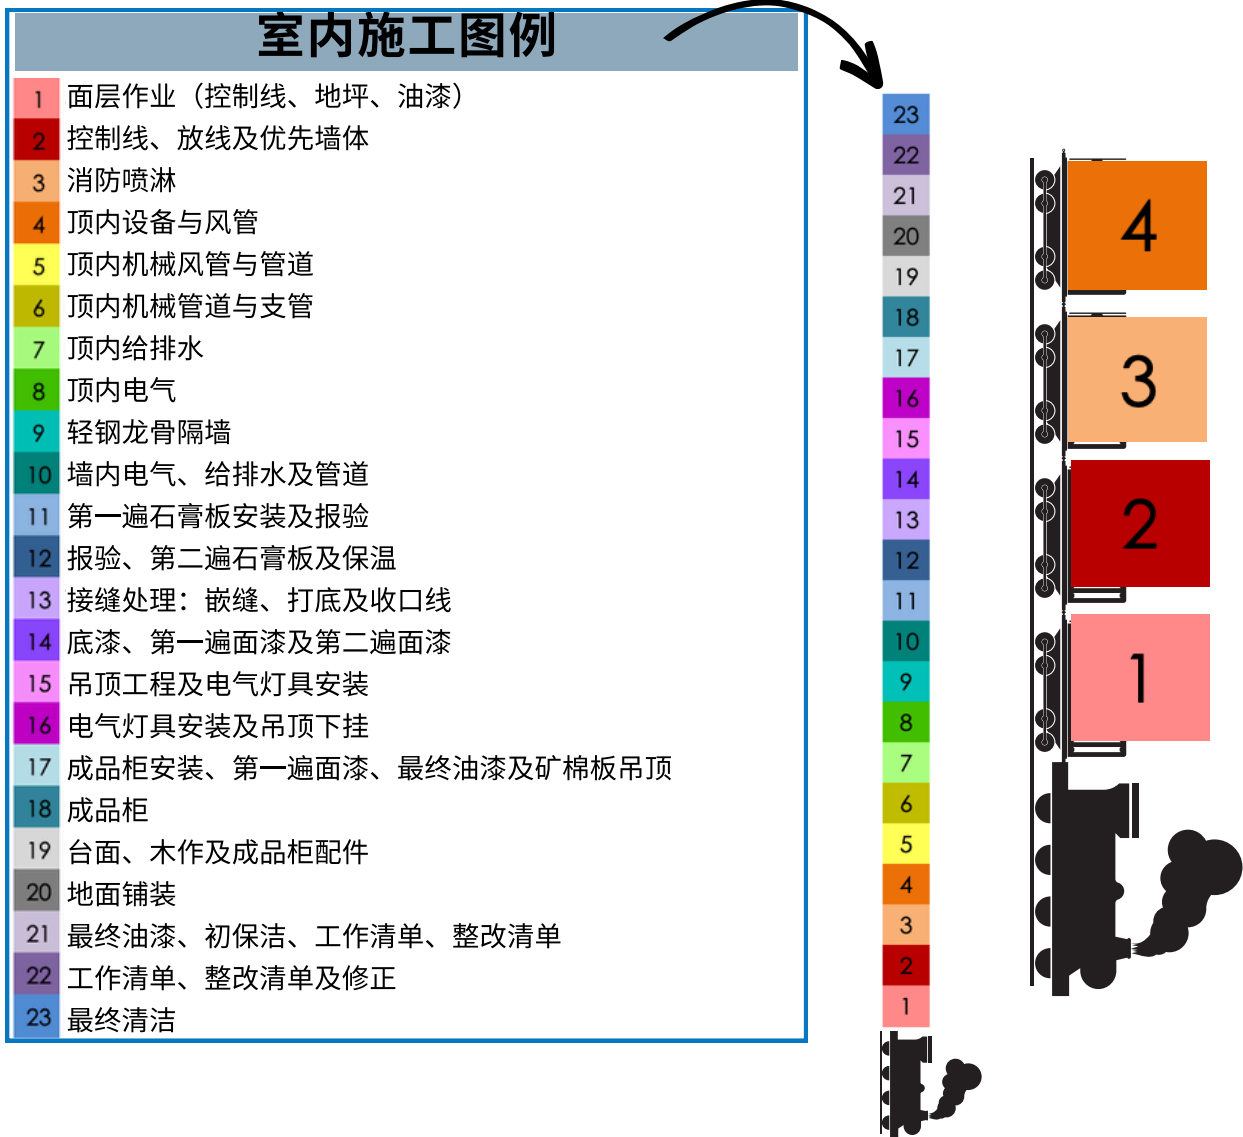 室内施工图例
1 面层作业（控制线、地坪、油漆）
2 控制线、放线及优先墙体
3 消防喷淋
4 顶内设备与风管
5 顶内机械风管与管道
6 顶内机械管道与支管
7 顶内给排水
8 顶内电气
9 轻钢龙骨隔墙
10 墙内电气、给排水及管道
11 第一遍石膏板安装及报验
12 报验、第二遍石膏板及保温
13 接缝处理：嵌缝、打底及收口线
14 底漆、第一遍面漆及第二遍面漆
15 吊顶工程及电气灯具安装
16 电气灯具安装及吊顶下挂
17 成品柜安装、第一遍面漆、最终油漆及矿棉板吊顶
18 成品柜
19 台面、木作及成品柜配件
20 地面铺装
21 最终油漆、初保洁、工作清单、整改清单
22 工作清单、整改清单及修正
23 最终清洁
23
22
21
20
19
18
17
16
15
14
13
12
11
10
9
8
7
6
5
4
3
2
1
4
3
2
1